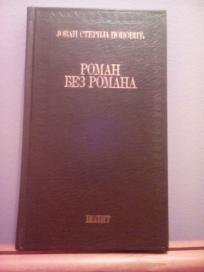 ЈОВАН СТЕРИЈА ПОПОВИЋ
РОМАН
БЕЗ РОМАНА
НОЛИТ